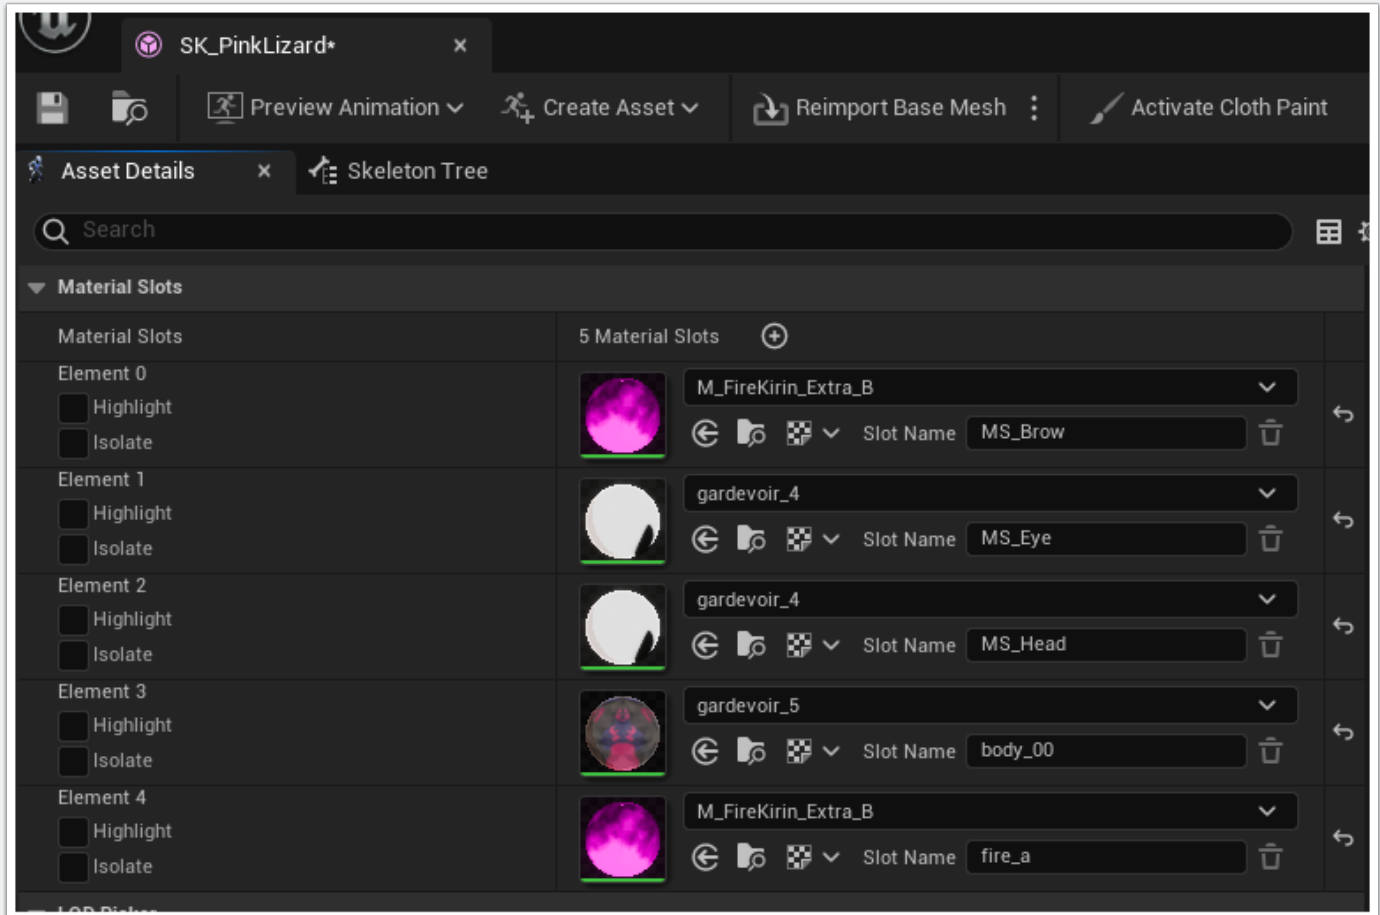 SK_PinkLizard*
Preview Animation
Create Asset
Reimport Base Mesh
Activate Cloth Paint
Asset Details
Skeleton Tree
Search
Material Slots
Material Slots
5 Material Slots
Element 0
Highlight
Isolate
M_FireKirin_Extra_B
Slot Name
MS_Brow
Element 1
Highlight
Isolate
gardevoir_4
Slot Name
MS_Eye
Element 2
Highlight
Isolate
gardevoir_4
Slot Name
MS_Head
Element 3
Highlight
Isolate
gardevoir_5
Slot Name
body_00
Element 4
Highlight
Isolate
M_FireKirin_Extra_B
Slot Name
fire_a
LOD Picker